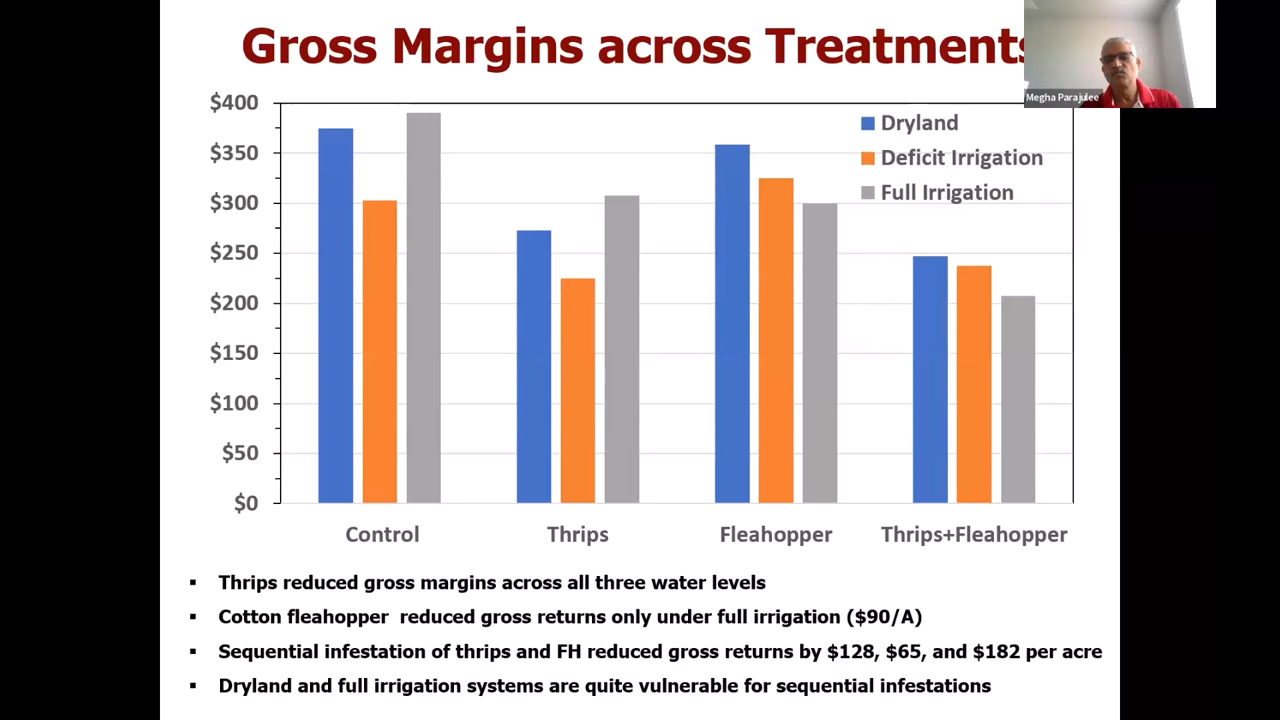 Gross Margins across Treatments
Megha Parajulee
$400
$350
$300
$250
$200
$150
$100
$50
$0
Dryland
Deficit Irrigation
Full Irrigation
Control
Thrips
Fleahopper
Thrips+Fleahopper
▪ Thrips reduced gross margins across all three water levels
▪ Cotton fleahopper reduced gross returns only under full irrigation ($90/A)
▪ Sequential infestation of thrips and FH reduced gross returns by $128, $65, and $182 per acre
▪ Dryland and full irrigation systems are quite vulnerable for sequential infestations